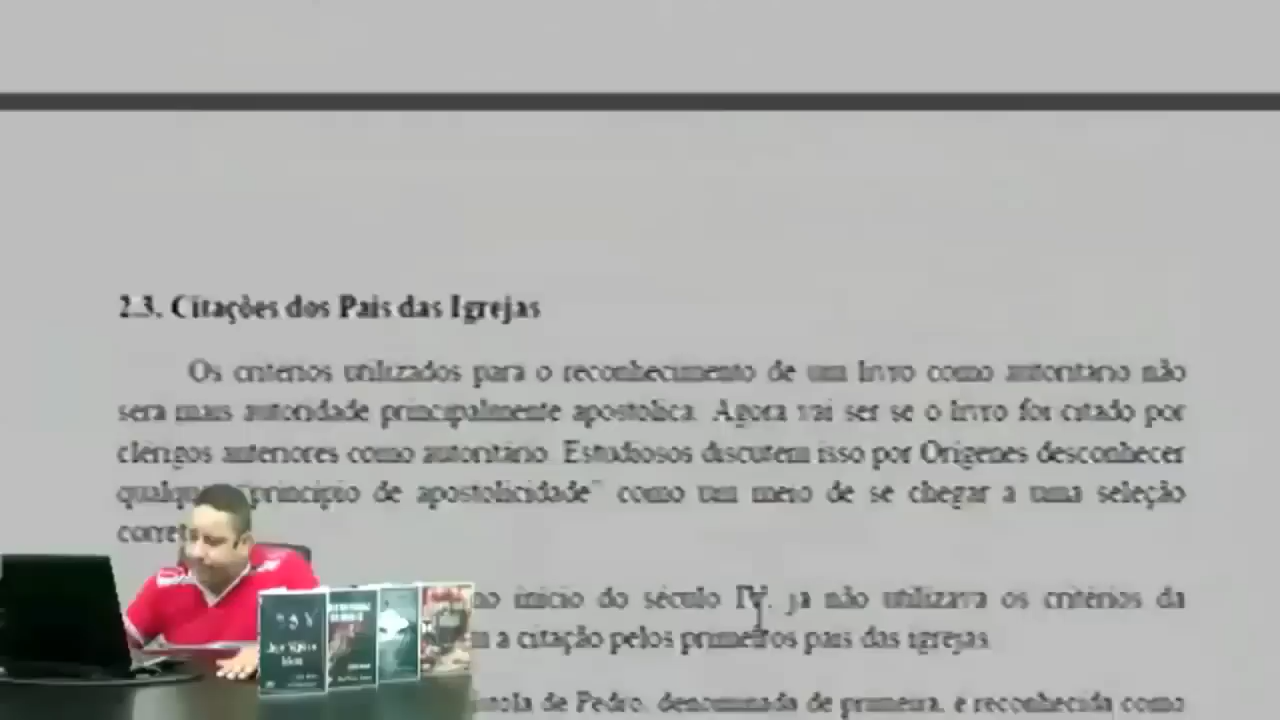 2.3. Citações dos Pais das Igrejas
Os critérios utilizados para o reconhecimento de um livro como autoritário não
será mais autoridade principalmente apostólica. Agora vai ser se o livro foi citado por
clérigos anteriores como autoritário. Estudiosos discutem isso por Orígenes desconhecer
"princípio de apostolicidade" como um meio de se chegar a uma seleção
no início do século IV, já não utilizava os critérios da
a citação pelos primeiros pais das igrejas.
de Pedro, denominada de primeira, é reconhecida como